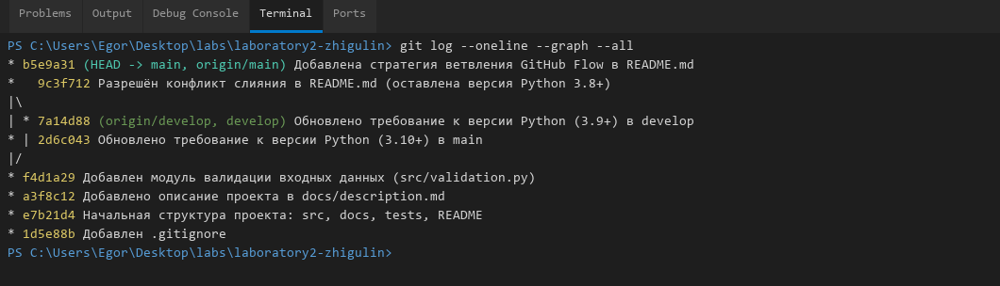 Problems Output Debug Console Terminal Ports
PS C:\Users\Egor\Desktop\labs\laboratory2-zhigulin> git log --oneline --graph --all
* b5e9a31 (HEAD -> main, origin/main) Добавлена стратегия ветвления GitHub Flow в README.md
*   9c3f712 Разрешён конфликт слияния в README.md (оставлена версия Python 3.8+)
|\
| * 7a14d88 (origin/develop, develop) Обновлено требование к версии Python (3.9+) в develop
* | 2d6c043 Обновлено требование к версии Python (3.10+) в main
|/
* f4d1a29 Добавлен модуль валидации входных данных (src/validation.py)
* a3f8c12 Добавлено описание проекта в docs/description.md
* e7b21d4 Начальная структура проекта: src, docs, tests, README
* 1d5e88b Добавлен .gitignore
PS C:\Users\Egor\Desktop\labs\laboratory2-zhigulin>